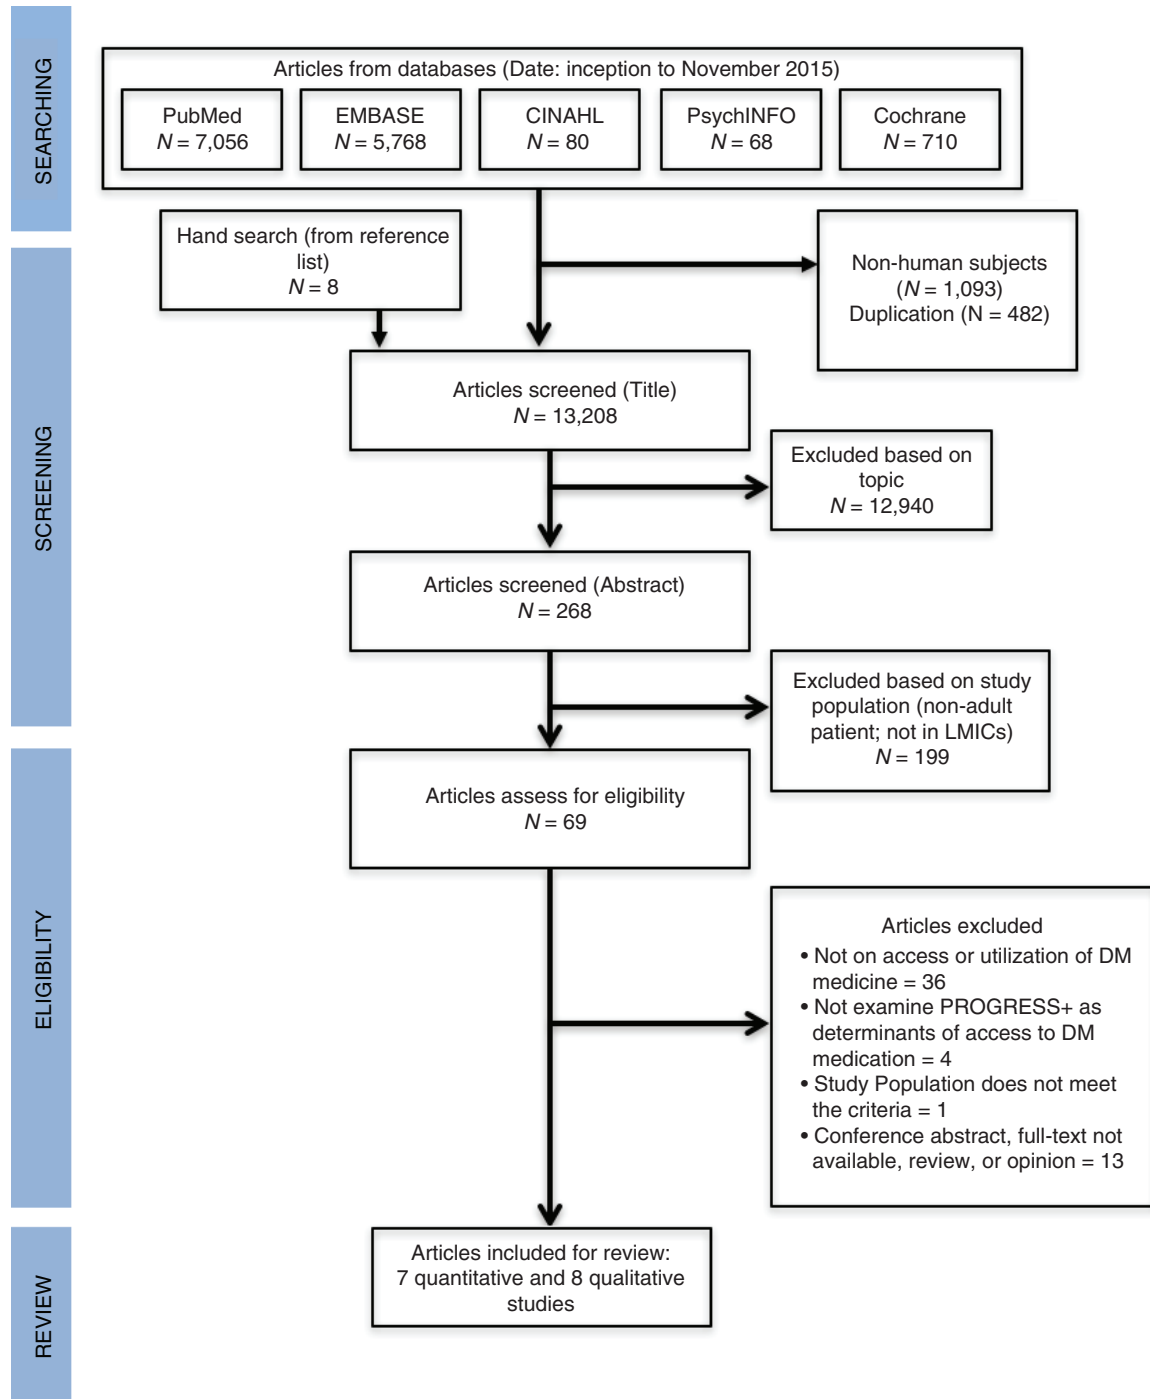 SEARCHING
Articles from databases (Date: inception to November 2015)
PubMed
N = 7,056
EMBASE
N = 5,768
CINAHL
N = 80
PsychINFO
N = 68
Cochrane
N = 710
Hand search (from reference
list)
N = 8
Non-human subjects
(N = 1,093)
Duplication (N = 482)
SCREENING
Articles screened (Title)
N = 13,208
Excluded based on
topic
N = 12,940
Articles screened (Abstract)
N = 268
Excluded based on study
population (non-adult
patient; not in LMICs)
N = 199
ELIGIBILITY
Articles assess for eligibility
N = 69
Articles excluded
• Not on access or utilization of DM
medicine = 36
• Not examine PROGRESS+ as
determinants of access to DM
medication = 4
• Study Population does not meet
the criteria = 1
• Conference abstract, full-text not
available, review, or opinion = 13
REVIEW
Articles included for review:
7 quantitative and 8 qualitative
studies